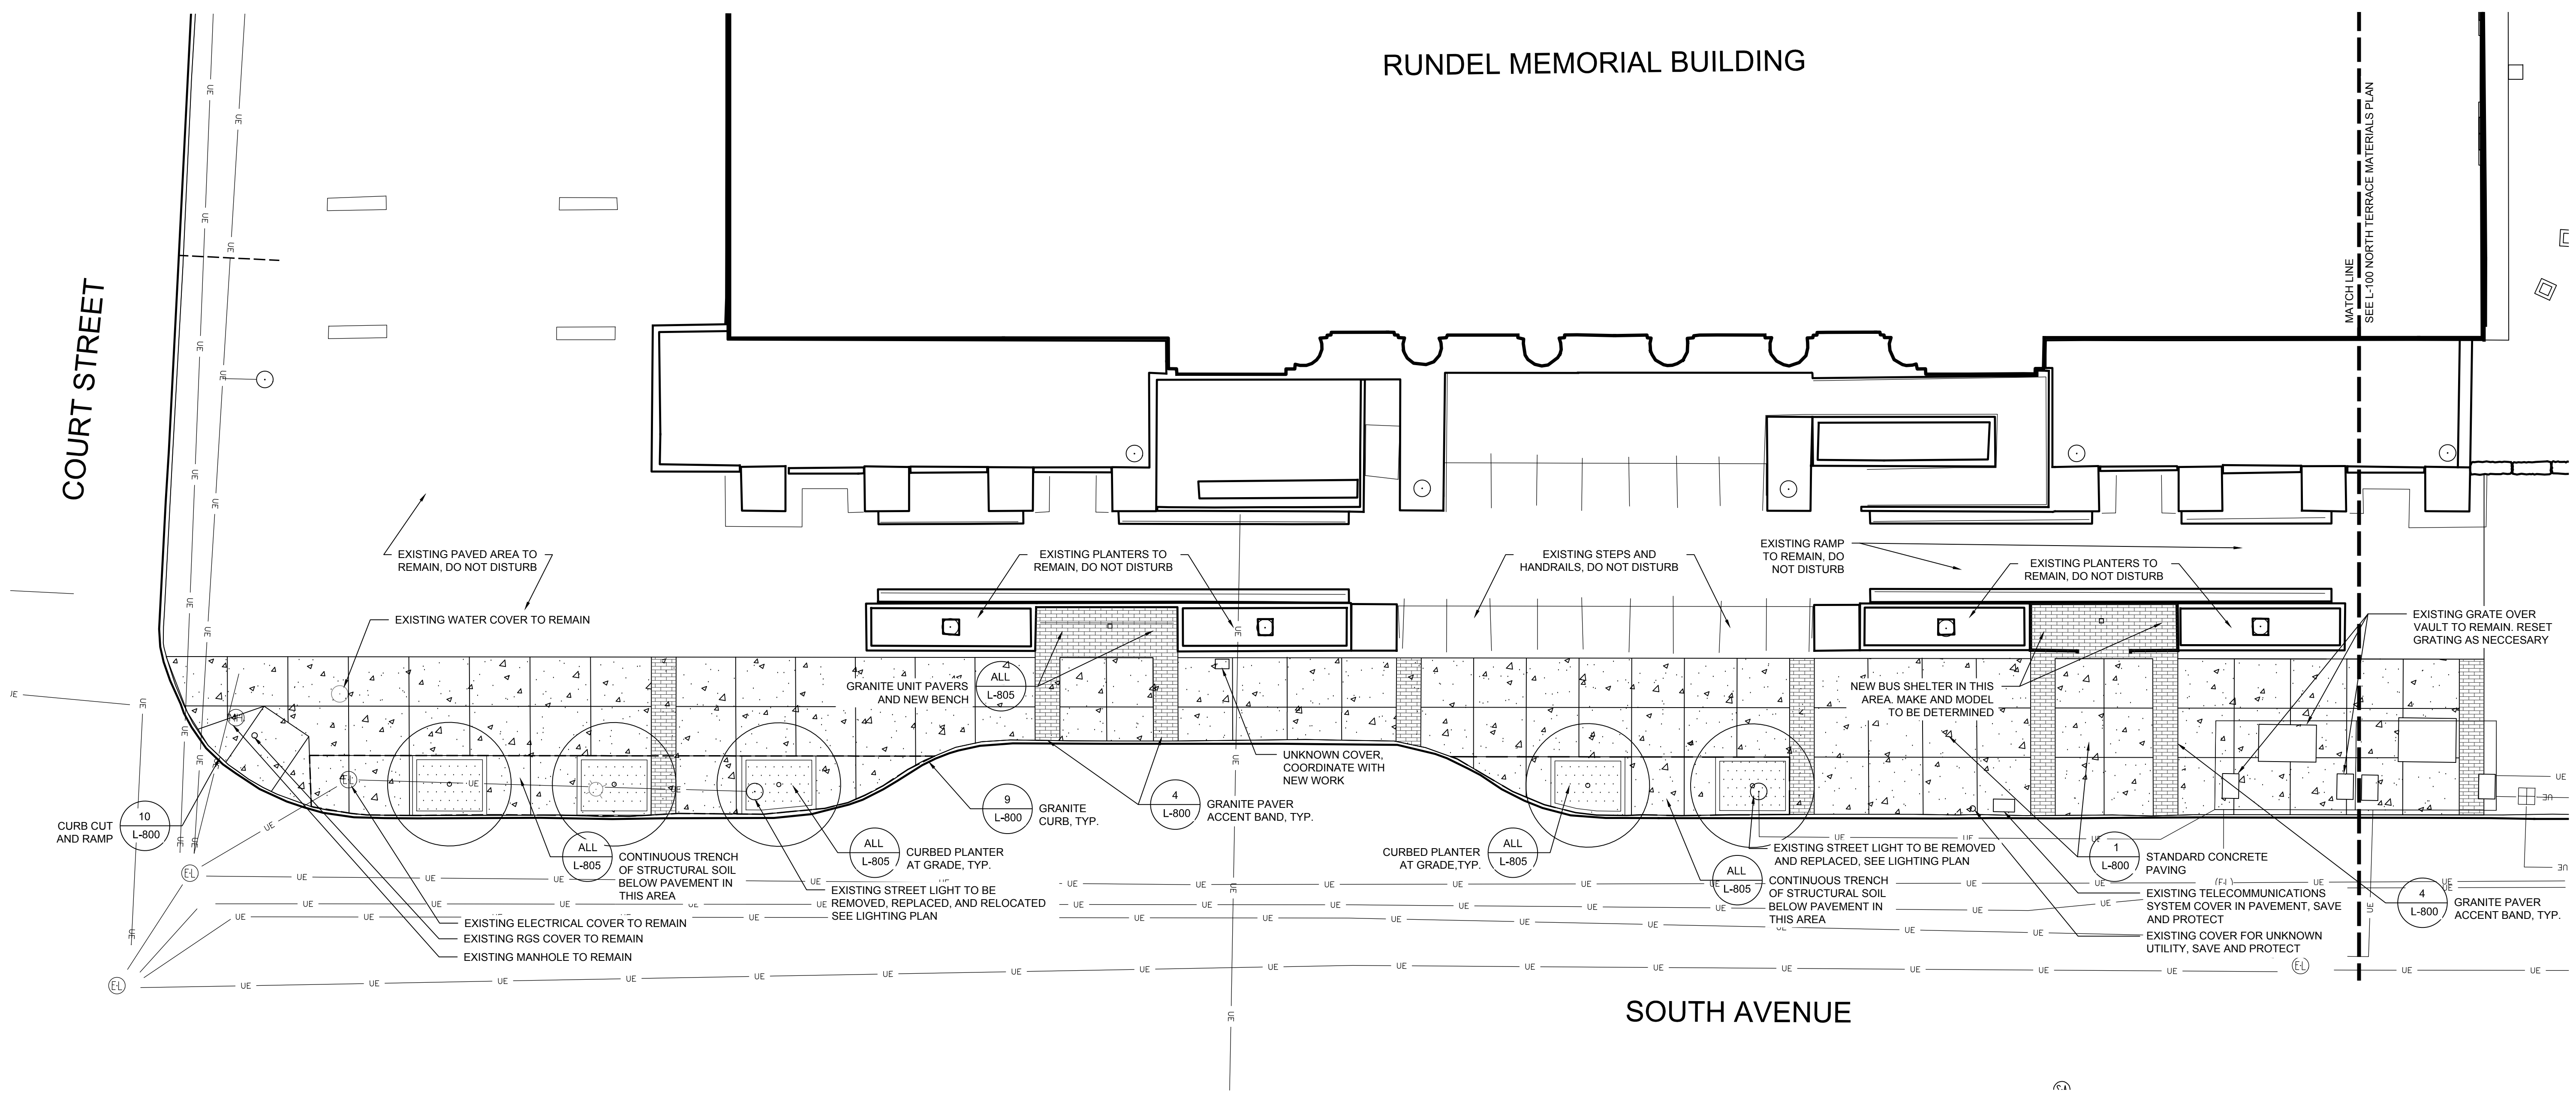 RUNDEL MEMORIAL BUILDING
COURT STREET
MATCH LINE
SEE L-100 NORTH TERRACE MATERIALS PLAN
EXISTING PAVED AREA TO
REMAIN, DO NOT DISTURB
EXISTING PLANTERS TO
REMAIN, DO NOT DISTURB
EXISTING STEPS AND
HANDRAILS, DO NOT DISTURB
EXISTING RAMP
TO REMAIN, DO
NOT DISTURB
EXISTING PLANTERS TO
REMAIN, DO NOT DISTURB
EXISTING GRATE OVER
VAULT TO REMAIN. RESET
GRATING AS NECCESARY
EXISTING WATER COVER TO REMAIN
GRANITE UNIT PAVERS
AND NEW BENCH
ALL
L-805
NEW BUS SHELTER IN THIS
AREA. MAKE AND MODEL
TO BE DETERMINED
UNKNOWN COVER,
COORDINATE WITH
NEW WORK
CURB CUT
AND RAMP
10
L-800
9
L-800
GRANITE
CURB, TYP.
4
L-800
GRANITE PAVER
ACCENT BAND, TYP.
ALL
L-805
CONTINUOUS TRENCH
OF STRUCTURAL SOIL
BELOW PAVEMENT IN
THIS AREA
ALL
L-805
CURBED PLANTER
AT GRADE, TYP.
EXISTING STREET LIGHT TO BE
REMOVED, REPLACED, AND RELOCATED
SEE LIGHTING PLAN
CURBED PLANTER
AT GRADE,TYP.
ALL
L-805
EXISTING STREET LIGHT TO BE REMOVED
AND REPLACED, SEE LIGHTING PLAN
ALL
L-805
CONTINUOUS TRENCH
OF STRUCTURAL SOIL
BELOW PAVEMENT IN
THIS AREA
1
L-800
STANDARD CONCRETE
PAVING
EXISTING TELECOMMUNICATIONS
SYSTEM COVER IN PAVEMENT, SAVE
AND PROTECT
EXISTING COVER FOR UNKNOWN
UTILITY, SAVE AND PROTECT
4
L-800
GRANITE PAVER
ACCENT BAND, TYP.
EXISTING ELECTRICAL COVER TO REMAIN
EXISTING RGS COVER TO REMAIN
EXISTING MANHOLE TO REMAIN
SOUTH AVENUE